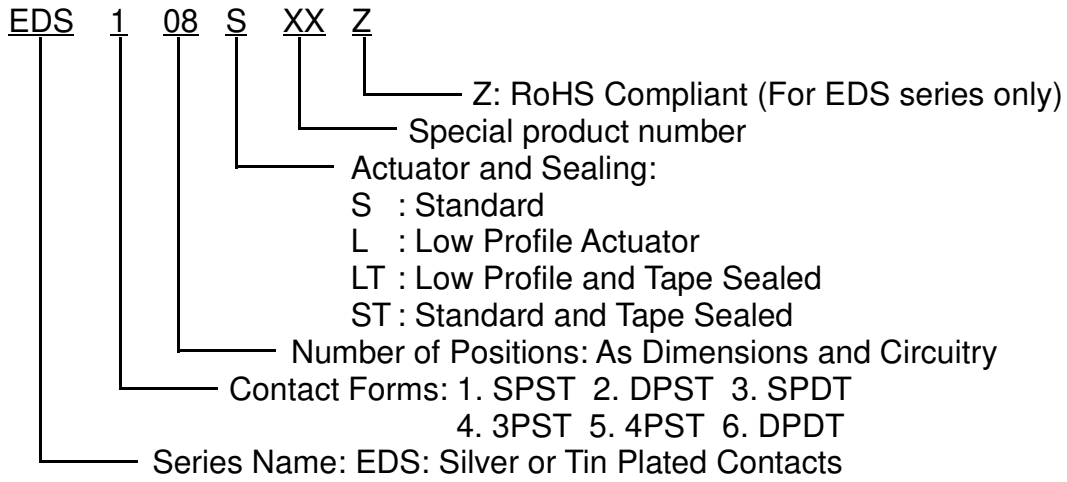 EDS 1 08 S XX Z
Z: RoHS Compliant (For EDS series only)
Special product number
Actuator and Sealing:
S : Standard
L : Low Profile Actuator
LT : Low Profile and Tape Sealed
ST : Standard and Tape Sealed
Number of Positions: As Dimensions and Circuitry
Contact Forms: 1. SPST 2. DPST 3. SPDT
4. 3PST 5. 4PST 6. DPDT
Series Name: EDS: Silver or Tin Plated Contacts